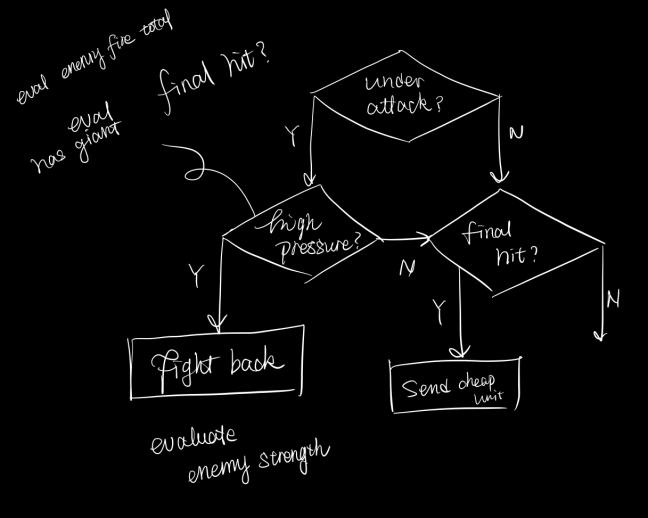 eval enemy fire total
final hit?
eval
has giant
under
attack?
Y
N
high
pressure?
N
final
hit?
Y
Y
N
fight back
Send cheap
unit
evaluate
enemy strength